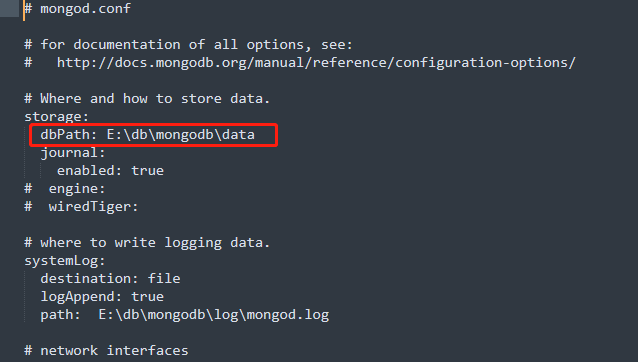 # mongod.conf
# for documentation of all options, see:
#   http://docs.mongodb.org/manual/reference/configuration-options/
# Where and how to store data.
storage:
  dbPath: E:\db\mongodb\data
  journal:
    enabled: true
#  engine:
#  wiredTiger:
# where to write logging data.
systemLog:
  destination: file
  logAppend: true
  path:  E:\db\mongodb\log\mongod.log
# network interfaces